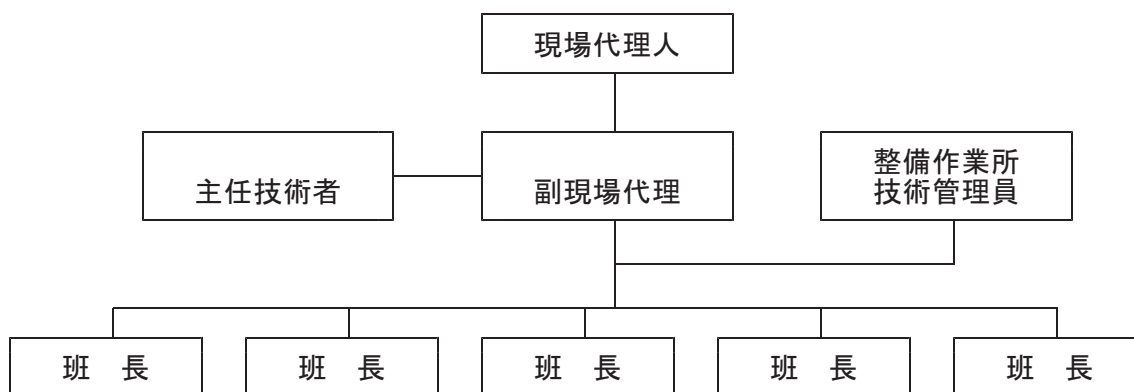 現場代理人
主任技術者
副現場代理
整備作業所
技術管理員
班　長
班　長
班　長
班　長
班　長